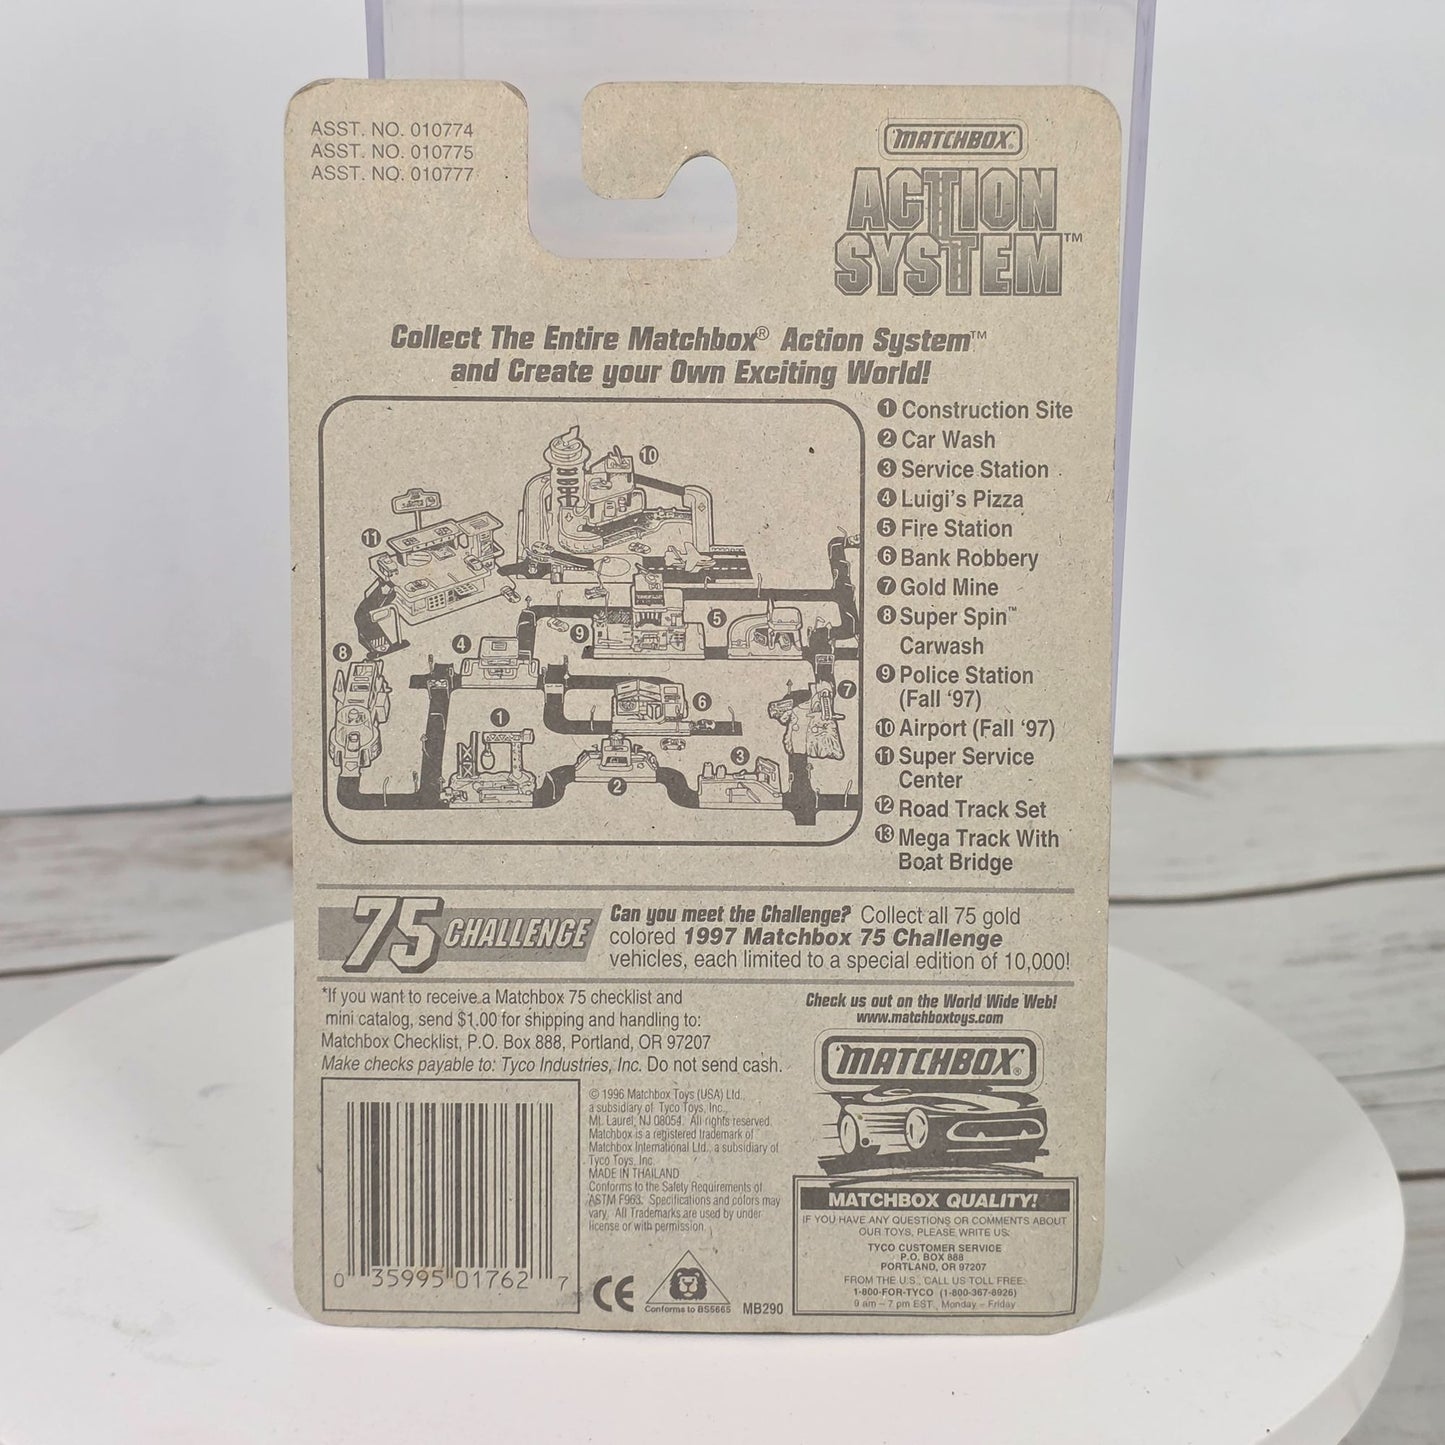 ASST. NO. 010774
ASST. NO. 010775
ASST. NO. 010777
MATCHBOX®
ACTION
SYSTEM™
Collect The Entire Matchbox® Action System™
and Create your Own Exciting World!
10
11
5
9
4
8
7
6
1
3
2
1 Construction Site
2 Car Wash
3 Service Station
4 Luigi's Pizza
5 Fire Station
6 Bank Robbery
7 Gold Mine
8 Super Spin™
Carwash
9 Police Station
(Fall '97)
10 Airport (Fall '97)
11 Super Service
Center
12 Road Track Set
13 Mega Track With
Boat Bridge
75 CHALLENGE
Can you meet the Challenge? Collect all 75 gold
colored 1997 Matchbox 75 Challenge
vehicles, each limited to a special edition of 10,000!
*If you want to receive a Matchbox 75 checklist and
mini catalog, send $1.00 for shipping and handling to:
Matchbox Checklist, P.O. Box 888, Portland, OR 97207
Make checks payable to: Tyco Industries, Inc. Do not send cash.
Check us out on the World Wide Web!
www.matchboxtoys.com
MATCHBOX®
© 1996 Matchbox Toys (USA) Ltd.,
a subsidiary of Tyco Toys, Inc.,
Mt. Laurel, NJ 08054. All rights reserved.
Matchbox is a registered trademark of
Matchbox International Ltd., a subsidiary of
Tyco Toys, Inc.
MADE IN THAILAND
Conforms to the Safety Requirements of
ASTM F963. Specifications and colors may
vary. All Trademarks are used by under
license or with permission.
0 35995 01762 7
CE
Conforms to BS5665
MB290
MATCHBOX QUALITY!
IF YOU HAVE ANY QUESTIONS OR COMMENTS ABOUT
OUR TOYS, PLEASE WRITE US:
TYCO CUSTOMER SERVICE
P.O. BOX 888
PORTLAND, OR 97207
FROM THE U.S., CALL US TOLL FREE:
1-800-FOR-TYCO (1-800-367-8926)
9 am – 7 pm EST, Monday – Friday